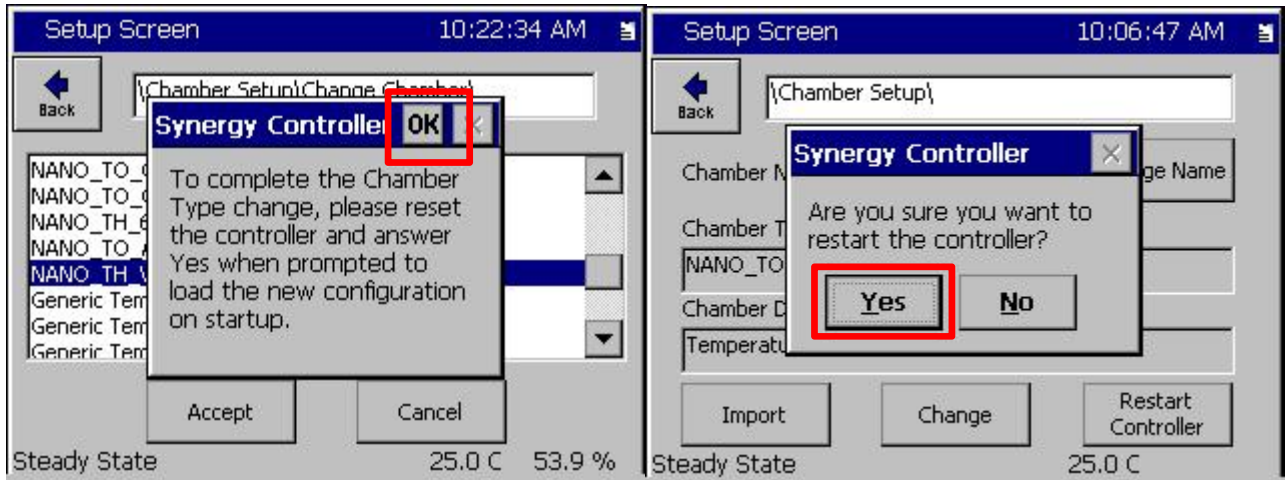 Setup Screen 10:22:34 AM
Back
\Chamber Setup\Change Chamber\
Synergy Controller OK
To complete the Chamber
Type change, please reset
the controller and answer
Yes when prompted to
load the new configuration
on startup.
NANO_TO_
NANO_TO_
NANO_TH_6
NANO_TO_A
NANO_TH_V
Generic Tem
Generic Tem
Generic Tem
Accept Cancel
Steady State 25.0 C 53.9 %
Setup Screen 10:06:47 AM
Back
\Chamber Setup\
Synergy Controller
Are you sure you want to
restart the controller?
Yes No
Chamber N ge Name
Chamber T
NANO_TO
Chamber D
Temperatu
Import Change Restart
Controller
Steady State 25.0 C